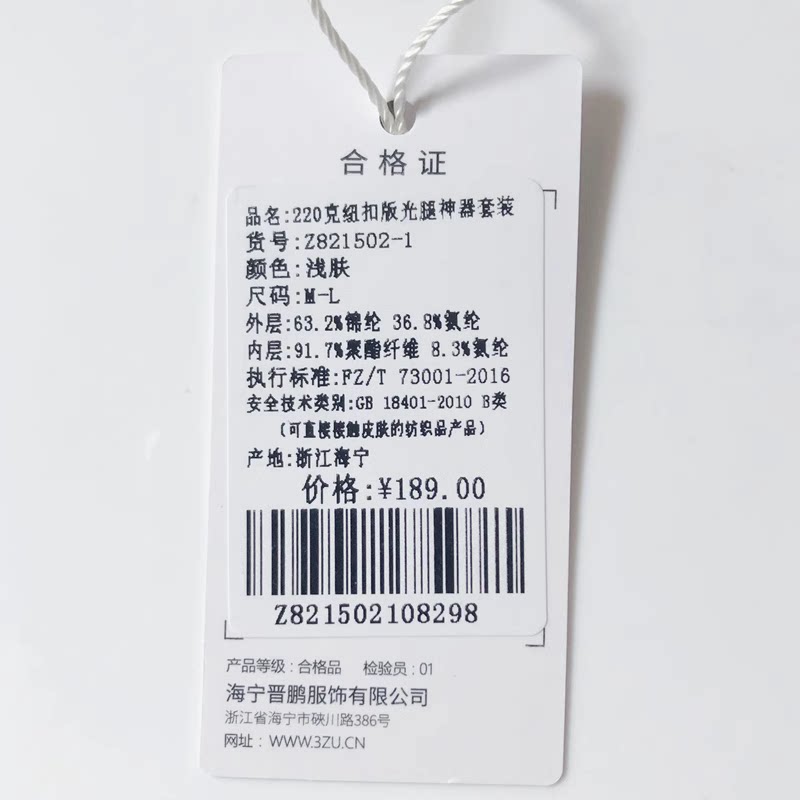 合格证
品名:220克纽扣版光腿神器套装
货号:Z821502-1
颜色:浅肤
尺码:M-L
外层:63.2%锦纶 36.8%氨纶
内层:91.7%聚酯纤维 8.3%氨纶
执行标准:FZ/T 73001-2016
安全技术类别:GB 18401-2010 B类
(可直接接触皮肤的纺织品产品)
产地:浙江海宁
价格:¥189.00
Z821502108298
产品等级:合格品 检验员:01
海宁晋鹏服饰有限公司
浙江省海宁市硖川路386号
网址: WWW.3ZU.CN